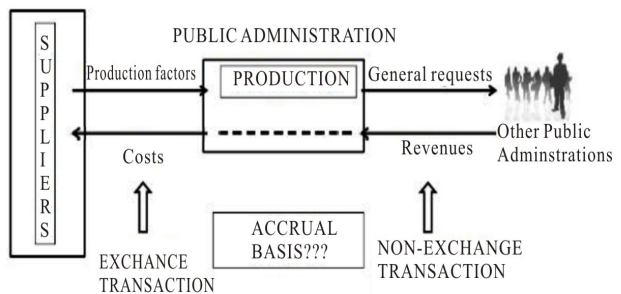 SUPPLIERS
PUBLIC ADMINISTRATION
Production factors
PRODUCTION
General requests
Costs
Revenues
Other Public
Adminstrations
ACCRUAL
BASIS???
EXCHANCE
TRANSACTION
NON-EXCHANGE
TRANSACTION